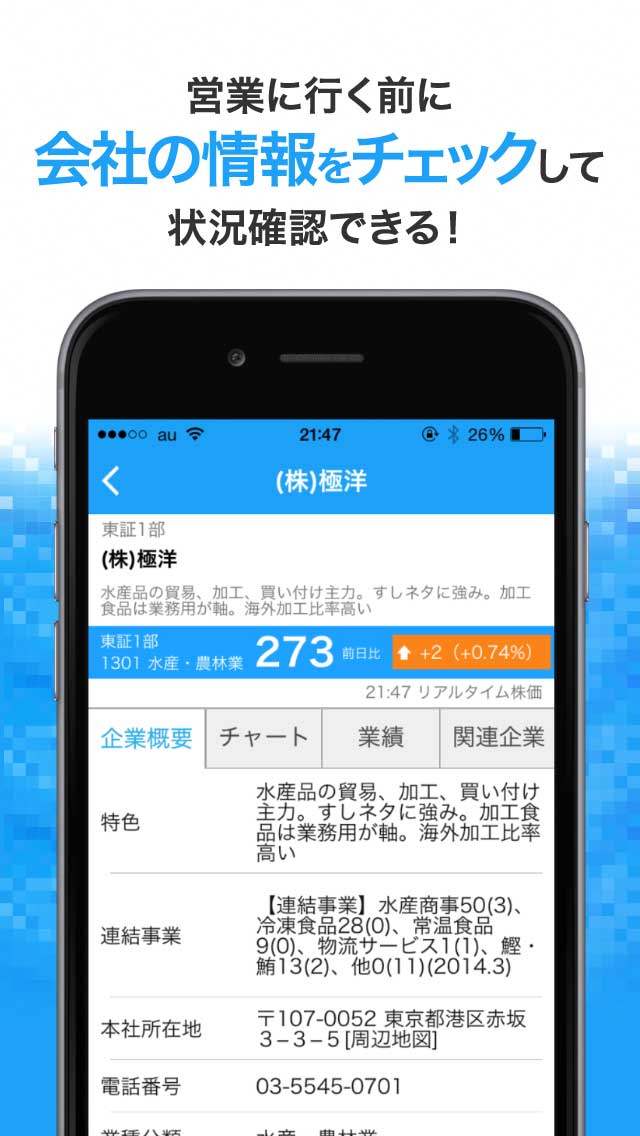 営業に行く前に
会社の情報をチェックして
状況確認できる!
au 21:47 26%
(株)極洋
東証1部
(株)極洋
水産品の貿易、加工、買い付け主力。すしネタに強み。加工
食品は業務用が軸。海外加工比率高い
東証1部
1301 水産・農林業 273 前日比 +2（+0.74%）
21:47 リアルタイム株価
企業概要 チャート 業績 関連企業
特色
水産品の貿易、加工、買い付け
主力。すしネタに強み。加工食
品は業務用が軸。海外加工比率
高い
連結事業
【連結事業】水産商事50(3)、
冷凍食品28(0)、常温食品
9(0)、物流サービス1(1)、鰹・
鮪13(2)、他0(11)(2014.3)
本社所在地
〒107-0052 東京都港区赤坂
３−３−５[周辺地図]
電話番号 03-5545-0701
業種分類 水産・農林業